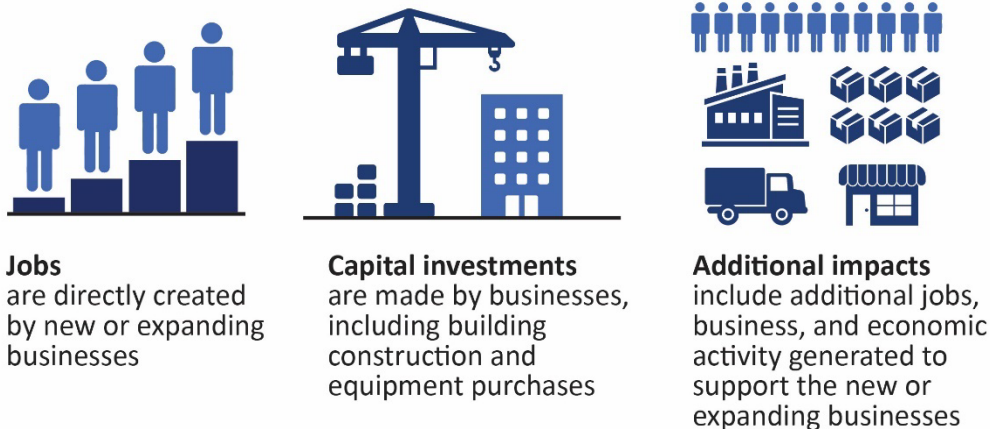 Jobs
are directly created
by new or expanding
businesses
Capital investments
are made by businesses,
including building
construction and
equipment purchases
Additional impacts
include additional jobs,
business, and economic
activity generated to
support the new or
expanding businesses